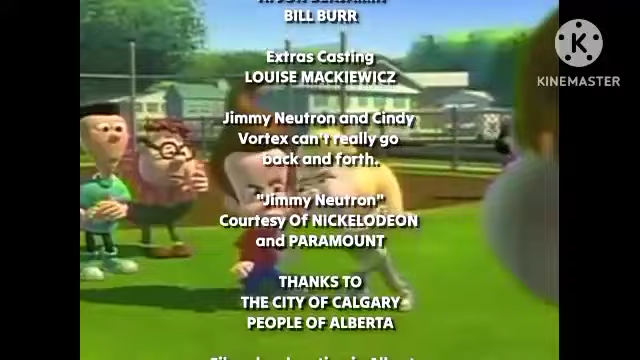 BILL BURR
Extras Casting
LOUISE MACKIEWICZ
Jimmy Neutron and Cindy
Vortex can't really go
back and forth.
"Jimmy Neutron"
Courtesy Of NICKELODEON
and PARAMOUNT
THANKS TO
THE CITY OF CALGARY
PEOPLE OF ALBERTA
KINEMASTER